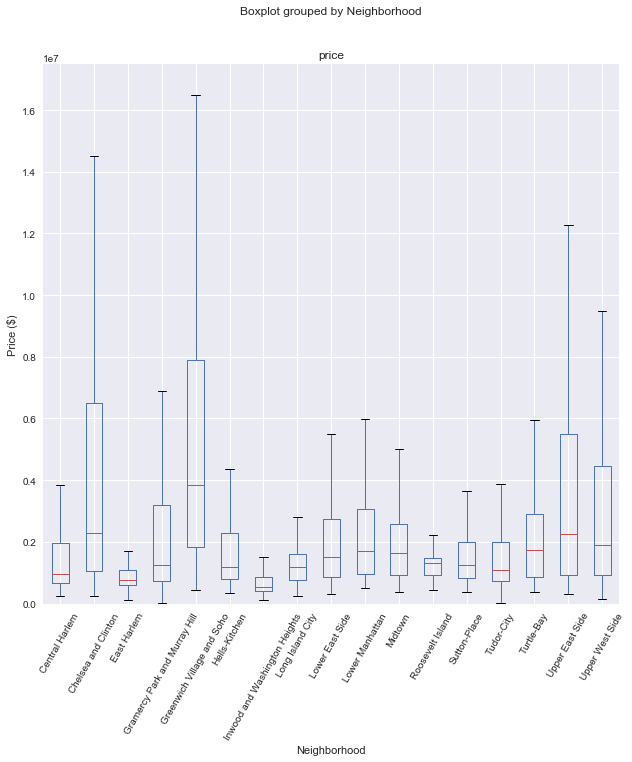 Boxplot grouped by Neighborhood
price
1e7
1.6
1.4
1.2
1.0
0.8
0.6
0.4
0.2
0.0
Price ($)
Central Harlem
Chelsea and Clinton
East Harlem
Gramercy Park and Murray Hill
Greenwich Village and Soho
Hells-Kitchen
Inwood and Washington Heights
Long Island City
Lower East Side
Lower Manhattan
Midtown
Roosevelt Island
Sutton-Place
Tudor-City
Turtle-Bay
Upper East Side
Upper West Side
Neighborhood